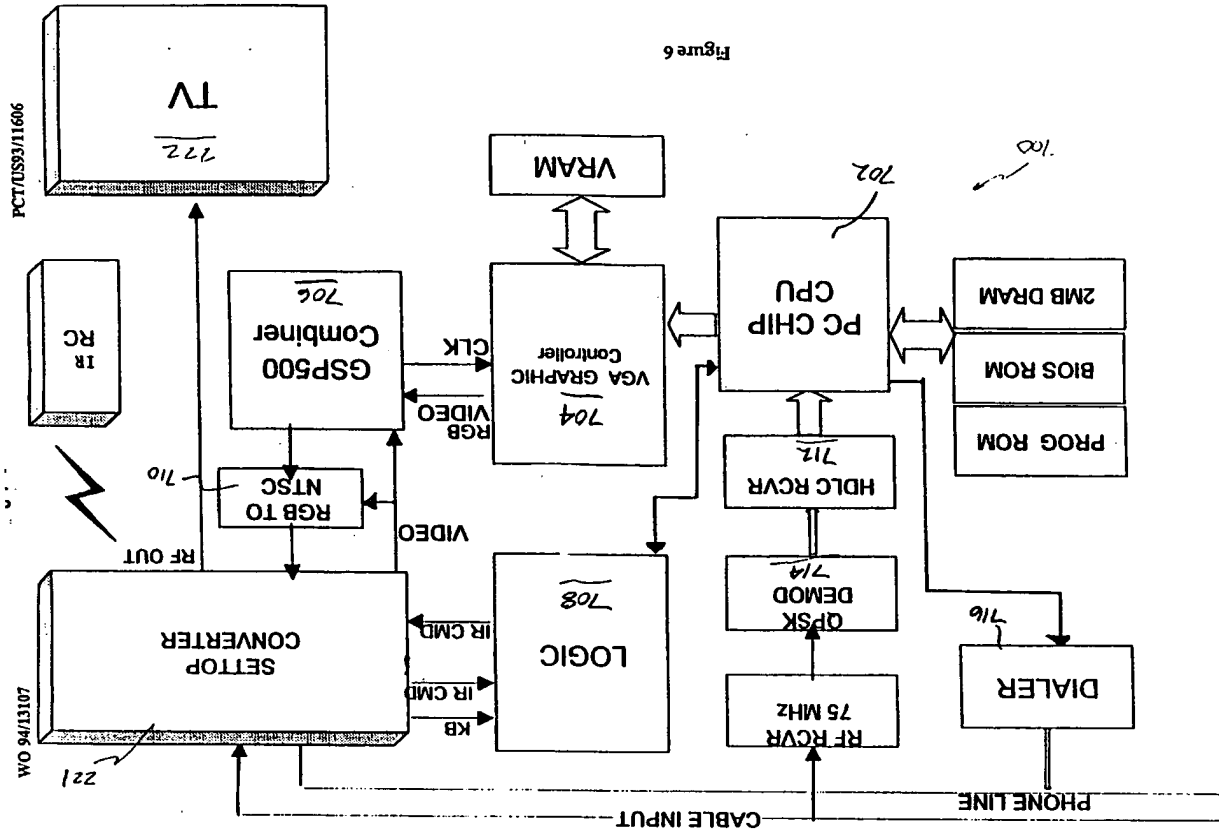 WO 94/13107
PCT/US93/11606
CABLE INPUT
PHONE LINE
221
DIALER
716
RF RCVR
75 MHz
KB
IR CMD
IR CMD
LOGIC
708
SETTOP
CONVERTER
QPSK
DEMOD
714
RF OUT
VIDEO
RGB TO
NTSC
710
HDLC RCVR
712
PROG ROM
BIOS ROM
2MB DRAM
PC CHIP
CPU
702
RGB
VIDEO
704
VGA GRAPHIC
Controller
CLK
GSP500
Combiner
706
IR
RC
VRAM
222
TV
100
Figure 6